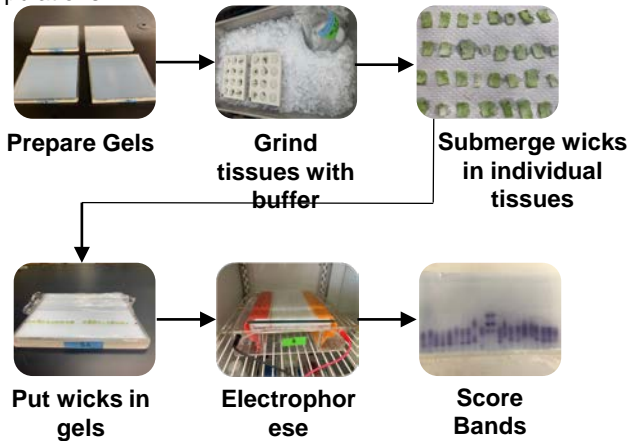 Prepare Gels
Grind
tissues with
buffer
Submerge wicks
in individual
tissues
Put wicks in
gels
Electrophor
ese
Score
Bands